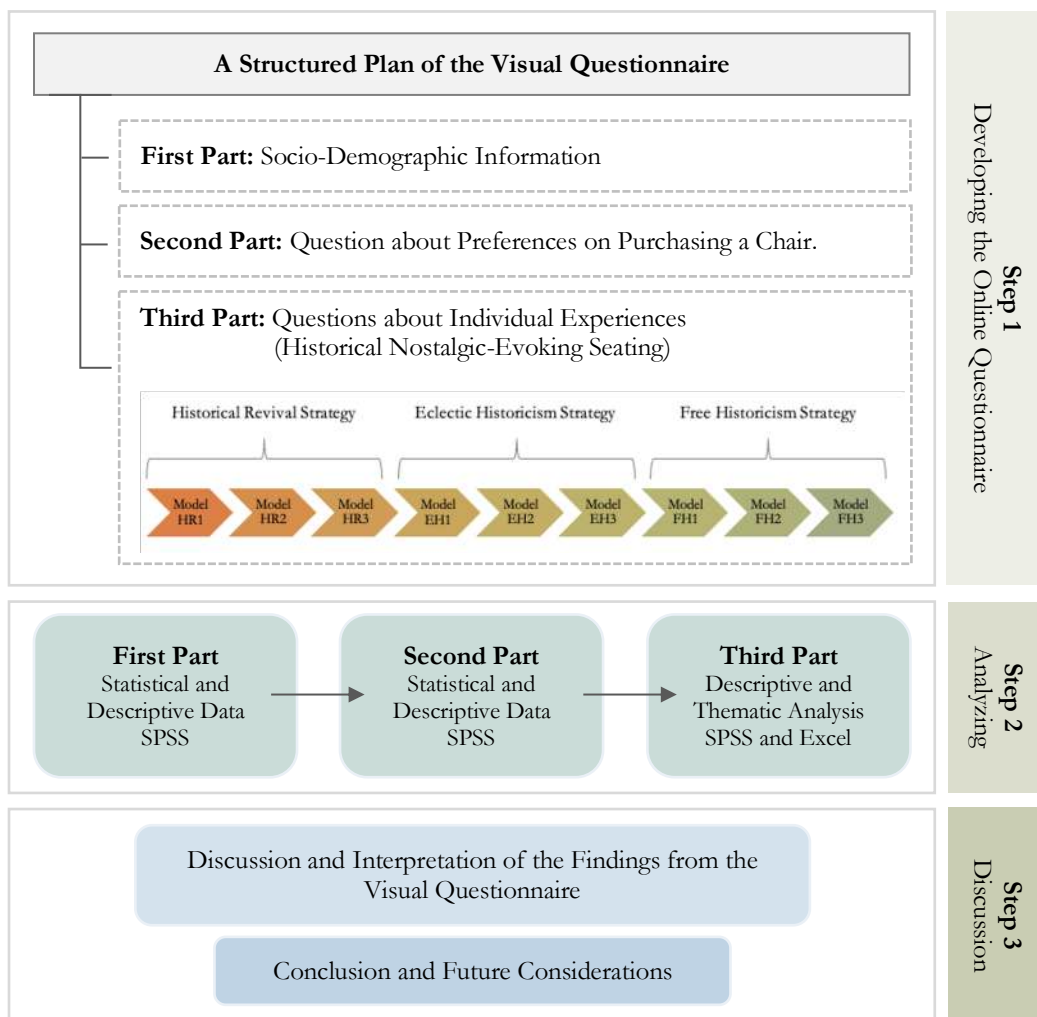 A Structured Plan of the Visual Questionnaire
First Part: Socio-Demographic Information
Second Part: Question about Preferences on Purchasing a Chair.
Third Part: Questions about Individual Experiences
(Historical Nostalgic-Evoking Seating)
Historical Revival Strategy
Eclectic Historicism Strategy
Free Historicism Strategy
Model
HR1
Model
HR2
Model
HR3
Model
EH1
Model
EH2
Model
EH3
Model
FH1
Model
FH2
Model
FH3
Step 1
Developing the Online Questionnaire
First Part
Statistical and
Descriptive Data
SPSS
Second Part
Statistical and
Descriptive Data
SPSS
Third Part
Descriptive and
Thematic Analysis
SPSS and Excel
Step 2
Analyzing
Discussion and Interpretation of the Findings from the
Visual Questionnaire
Conclusion and Future Considerations
Step 3
Discussion